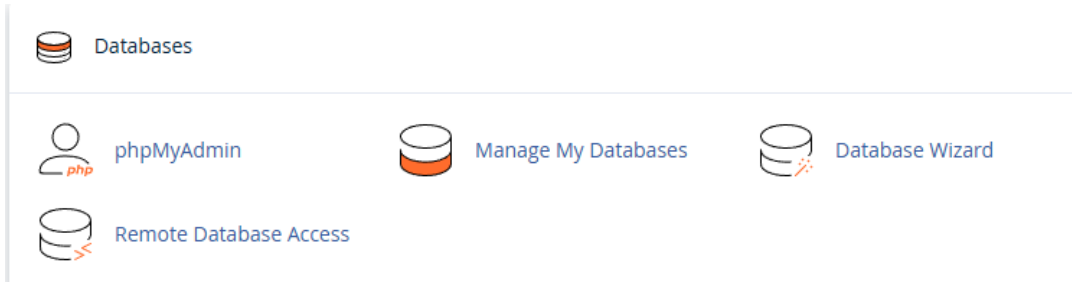 Databases
php
phpMyAdmin
Manage My Databases
Database Wizard
Remote Database Access